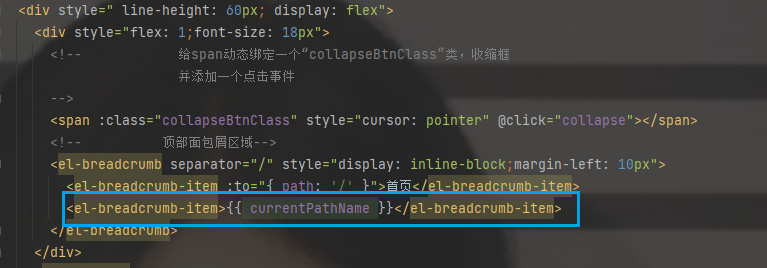 <div style=" line-height: 60px; display: flex">
<div style="flex: 1;font-size: 18px">
<!-- 给span动态绑定一个“collapseBtnClass”类，收缩框
并添加一个点击事件
-->
<span :class="collapseBtnClass" style="cursor: pointer" @click="collapse"></span>
<!-- 顶部面包屑区域-->
<el-breadcrumb separator="/" style="display: inline-block;margin-left: 10px">
<el-breadcrumb-item :to="{ path: '/' }">首页</el-breadcrumb-item>
<el-breadcrumb-item>{{ currentPathName }}</el-breadcrumb-item>
</el-breadcrumb>
</div>